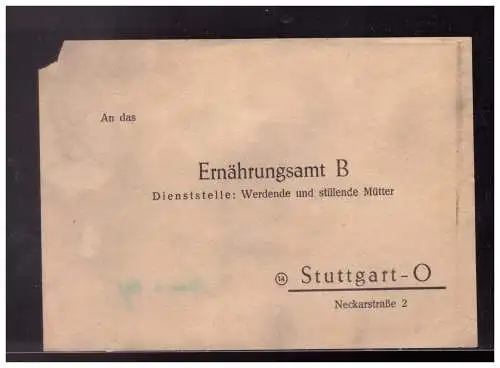 An das
Ernährungsamt B
Dienststelle: Werdende und stillende Mütter
(14) Stuttgart-O
Neckarstraße 2